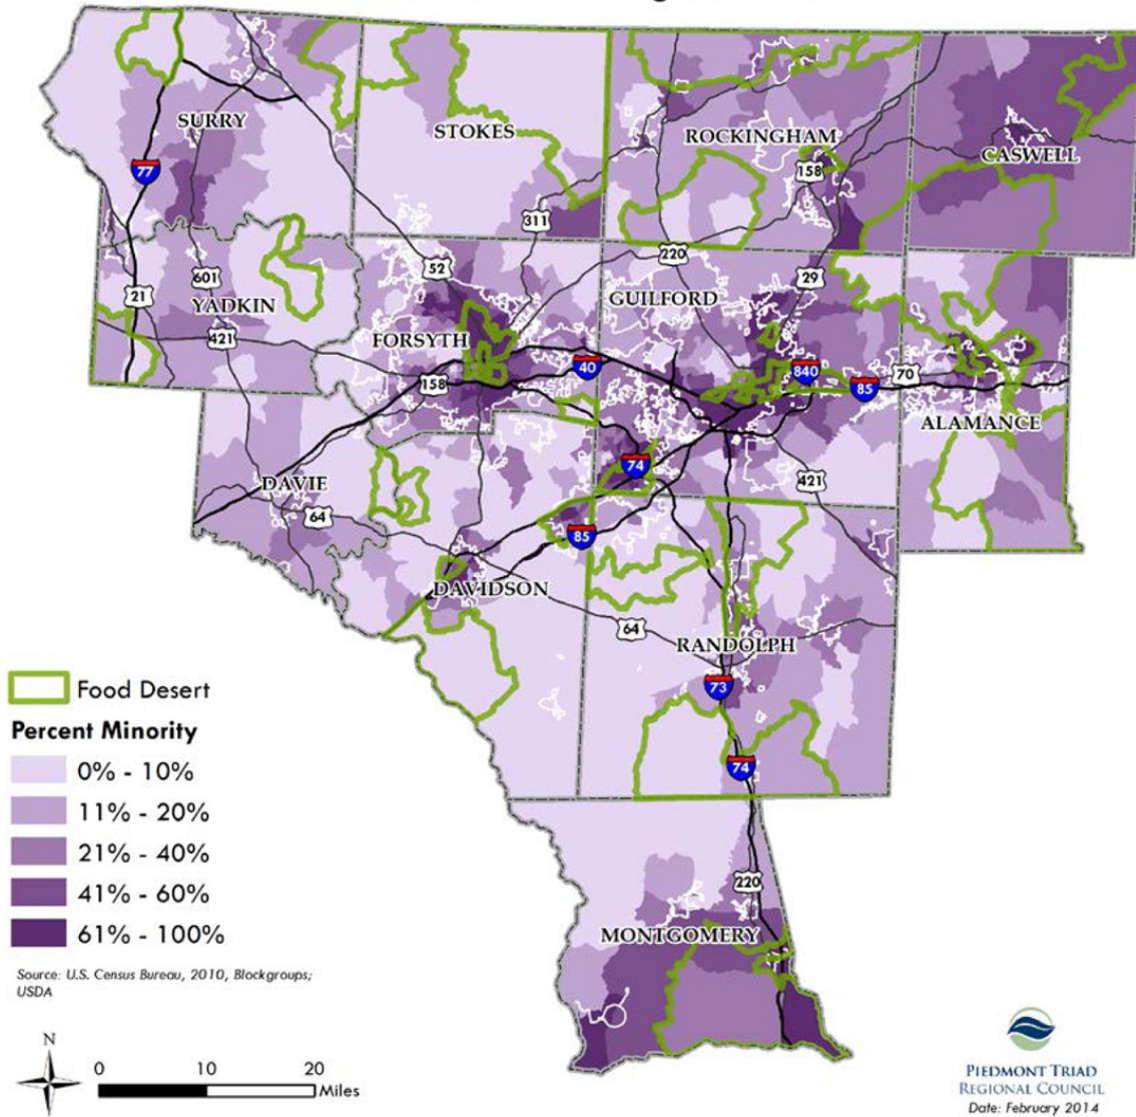 SURRY
STOKES
ROCKINGHAM
CASWELL
77
158
311
220
29
52
601
21
YADKIN
421
GUILFORD
FORSYTH
158
40
840
85
70
ALAMANCE
74
421
DAVIE
64
85
DAVIDSON
64
RANDOLPH
73
74
220
MONTGOMERY
Food Desert
Percent Minority
0% - 10%
11% - 20%
21% - 40%
41% - 60%
61% - 100%
Source: U.S. Census Bureau, 2010, Blockgroups;
USDA
N
0 10 20
Miles
PIEDMONT TRIAD
REGIONAL COUNCIL
Date: February 2014